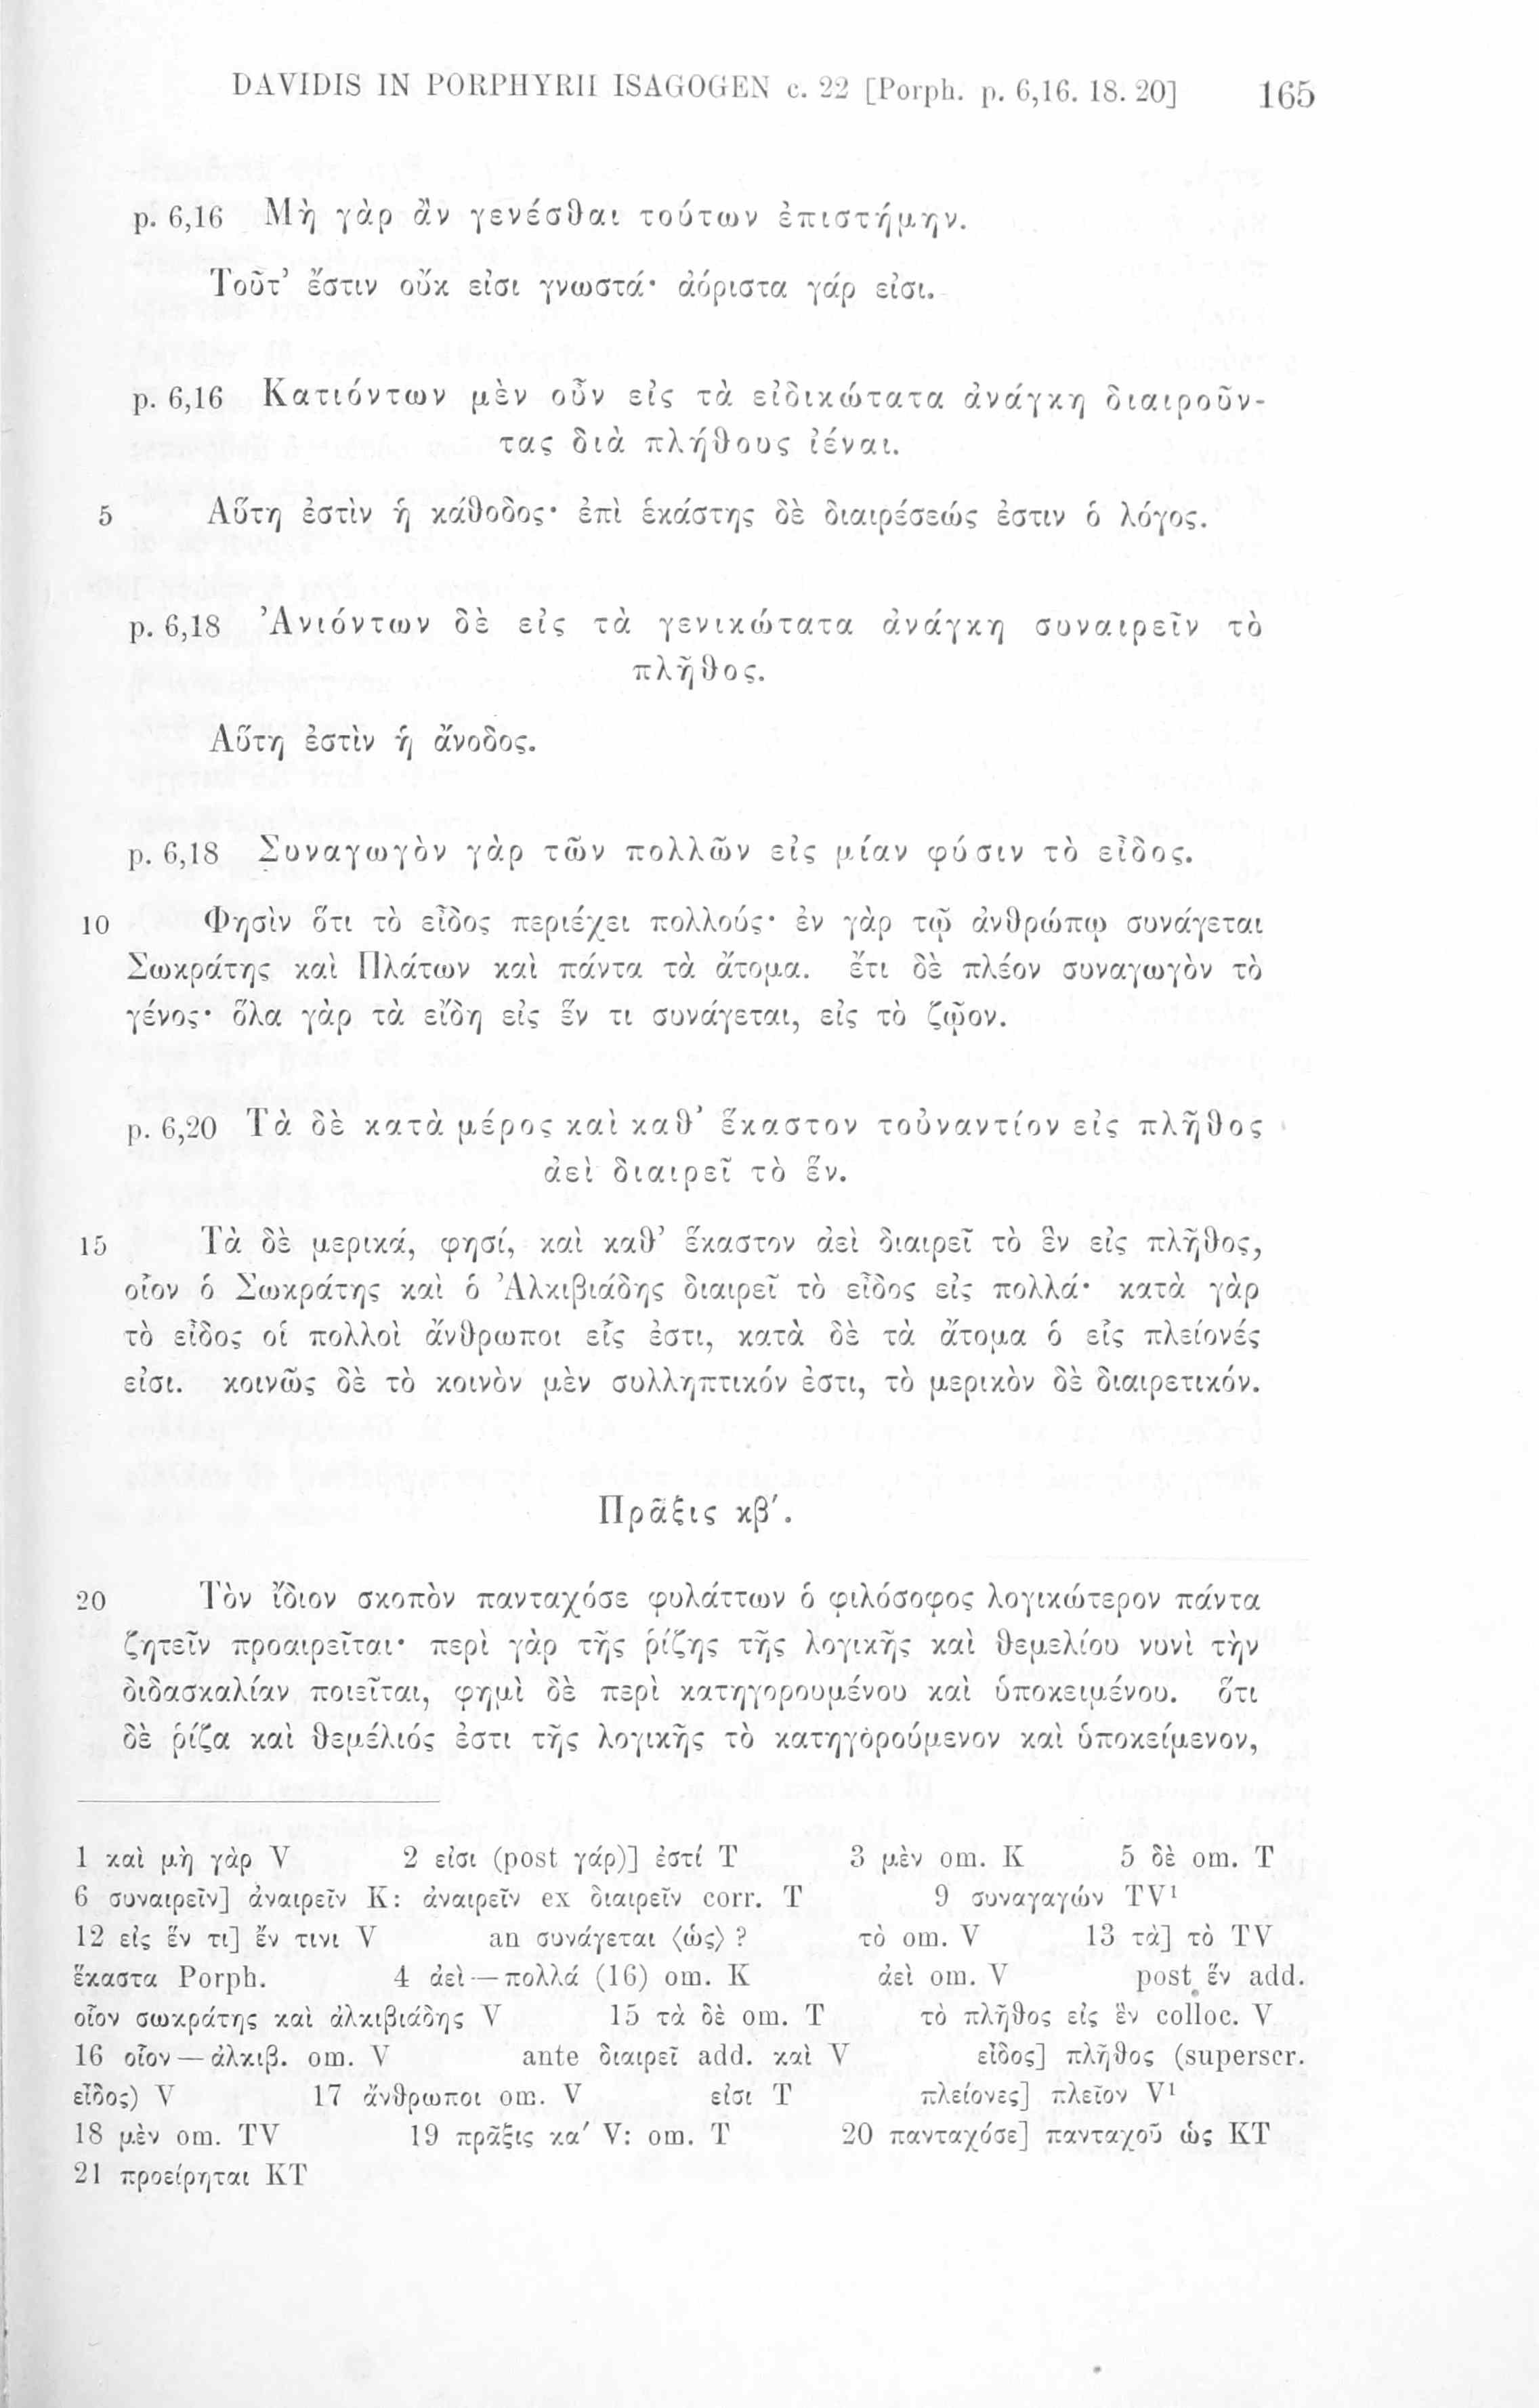 DAVIDIS IN PORPHYRII ISAGOGEN c. 22 [Porph. p. 6,16. 18. 20] 165
p. 6,16 Μὴ γὰρ ἂν γενέσθαι τούτων ἐπιστήμην.
Τοῦτ’ ἔστιν οὔκ εἰσι γνωστά· ἀόριστα γάρ εἰσι.
p. 6,16 Κατιόντων μὲν οὖν εἰς τὰ εἰδικώτατα ἀνάγκη διαιροῦν-
τας διὰ πλήθους ἰέναι.
5 Αὕτη ἐστὶν ἡ κάθοδος· ἐπὶ ἑκάστης δὲ διαιρέσεώς ἐστιν ὁ λόγος.
p. 6,18 Ἀνιόντων δὲ εἰς τὰ γενικώτατα ἀνάγκη συναιρεῖν τὸ
πλῆθος.
Αὕτη ἐστὶν ἡ ἄνοδος.
p. 6,18 Συναγωγὸν γὰρ τῶν πολλῶν εἰς μίαν φύσιν τὸ εἶδος.
10 Φησὶν ὅτι τὸ εἶδος περιέχει πολλούς· ἐν γὰρ τῷ ἀνθρώπῳ συνάγεται
Σωκράτης καὶ Πλάτων καὶ πάντα τὰ ἄτομα. ἔτι δὲ πλέον συναγωγὸν τὸ
γένος· ὅλα γὰρ τὰ εἴδη εἰς ἕν τι συνάγεται, εἰς τὸ ζῷον.
p. 6,20 Τὰ δὲ κατὰ μέρος καὶ καθ’ ἕκαστον τοὐναντίον εἰς πλῆθος
ἀεὶ διαιρεῖ τὸ ἕν.
15 Τὰ δὲ μερικά, φησί, καὶ καθ’ ἕκαστον ἀεὶ διαιρεῖ τὸ ἓν εἰς πλῆθος,
οἷον ὁ Σωκράτης καὶ ὁ Ἀλκιβιάδης διαιρεῖ τὸ εἶδος εἰς πολλά· κατὰ γὰρ
τὸ εἶδος οἱ πολλοὶ ἄνθρωποι εἷς ἐστι, κατὰ δὲ τὰ ἄτομα ὁ εἷς πλείονές
εἰσι. κοινῶς δὲ τὸ κοινὸν μὲν συλληπτικόν ἐστι, τὸ μερικὸν δὲ διαιρετικόν.
Πρᾶξις κβʹ.
20 Τὸν ἴδιον σκοπὸν πανταχόσε φυλάττων ὁ φιλόσοφος λογικώτερον πάντα
ζητεῖν προαιρεῖται· περὶ γὰρ τῆς ῥίζης τῆς λογικῆς καὶ θεμελίου νυνὶ τὴν
διδασκαλίαν ποιεῖται, φημὶ δὲ περὶ κατηγορουμένου καὶ ὑποκειμένου. ὅτι
δὲ ῥίζα καὶ θεμέλιός ἐστι τῆς λογικῆς τὸ κατηγορούμενον καὶ ὑποκείμενον,
1 καὶ μὴ γὰρ V 2 εἰσι (post γάρ)] ἐστί T 3 μὲν om. K 5 δὲ om. T
6 συναιρεῖν] ἀναιρεῖν K: ἀναιρεῖν ex διαιρεῖν corr. T 9 συναγαγών TV¹
12 εἰς ἕν τι] ἔν τινι V an συνάγεται ⟨ὡς⟩? τὸ om. V 13 τὰ] τὸ TV
ἕκαστα Porph. 4 ἀεὶ — πολλά (16) om. K ἀεὶ om. V post ἕν add.
οἷον σωκράτης καὶ ἀλκιβιάδης V 15 τὰ δὲ om. T τὸ πλῆθος εἰς ἓν colloc. V
16 οἷον — ἀλκιβ. om. V ante διαιρεῖ add. καὶ V εἶδος] πλῆθος (superscr.
εἶδος) V 17 ἄνθρωποι om. V εἰσι T πλείονες] πλεῖον V¹
18 μὲν om. TV 19 πρᾶξις καʹ V: om. T 20 πανταχόσε] πανταχοῦ ὡς KT
21 προείρηται KT